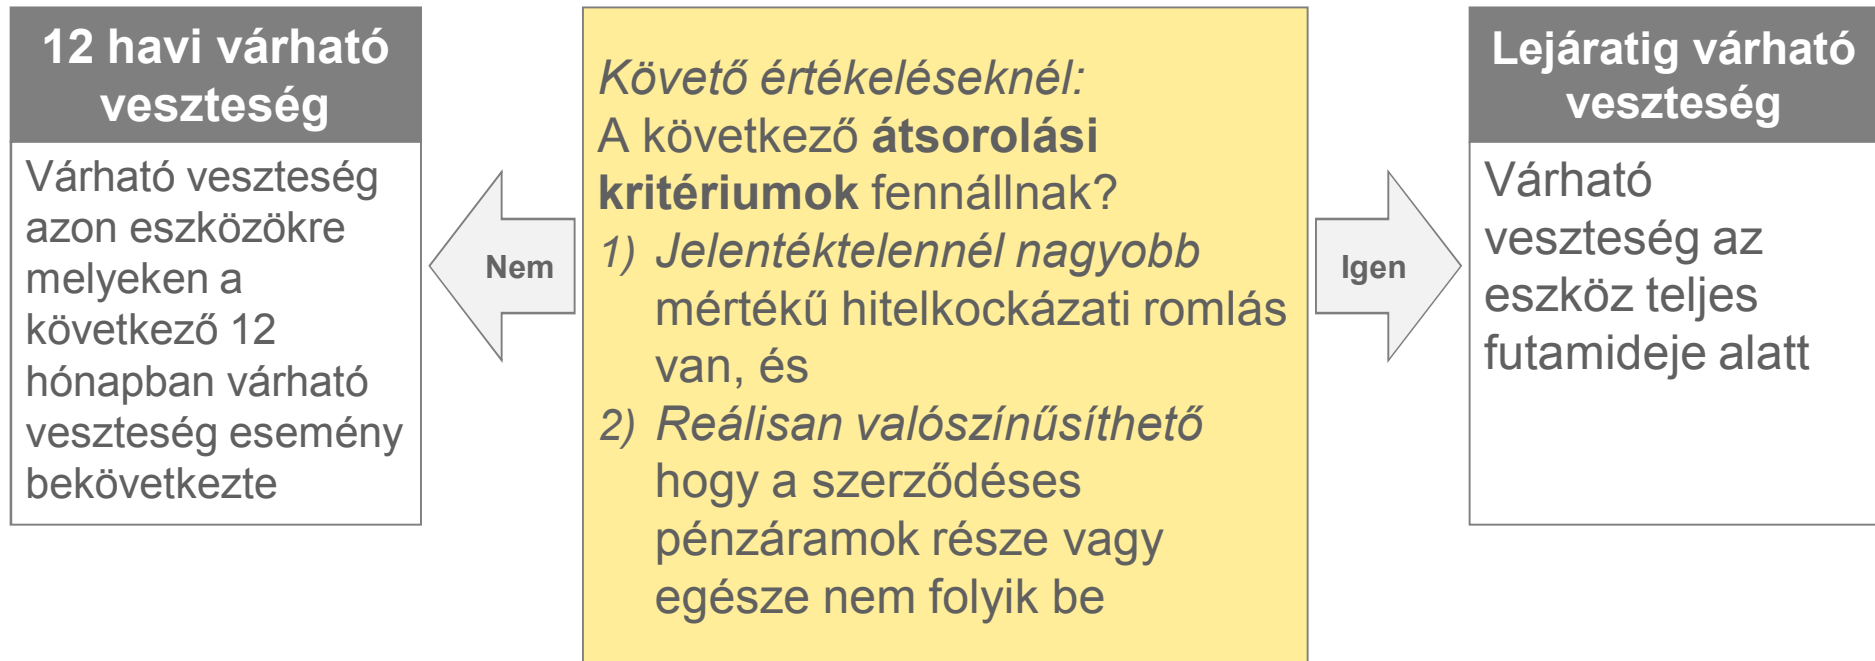 12 havi várható
veszteség
Várható veszteség
azon eszközökre
melyeken a
következő 12
hónapban várható
veszteség esemény
bekövetkezte
Nem
Követő értékeléseknél:
A következő átsorolási
kritériumok fennállnak?
1) Jelentéktelennél nagyobb
mértékű hitelkockázati romlás
van, és
2) Reálisan valószínűsíthető
hogy a szerződéses
pénzáramok része vagy
egésze nem folyik be
Igen
Lejáratig várható
veszteség
Várható
veszteség az
eszköz teljes
futamideje alatt